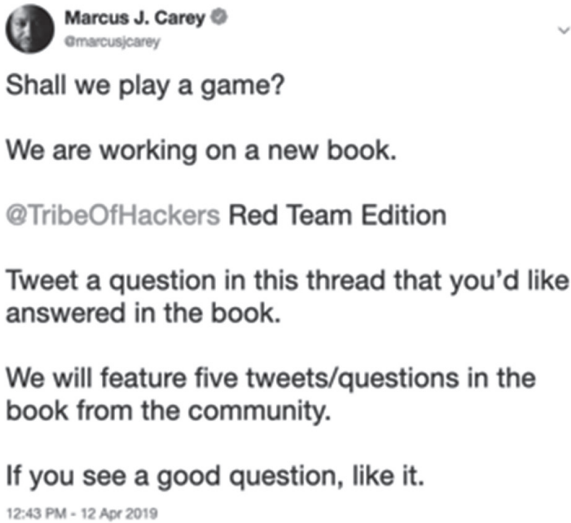 Marcus J. Carey
@marcusjcarey
Shall we play a game?
We are working on a new book.
@TribeOfHackers Red Team Edition
Tweet a question in this thread that you’d like
answered in the book.
We will feature five tweets/questions in the
book from the community.
If you see a good question, like it.
12:43 PM - 12 Apr 2019